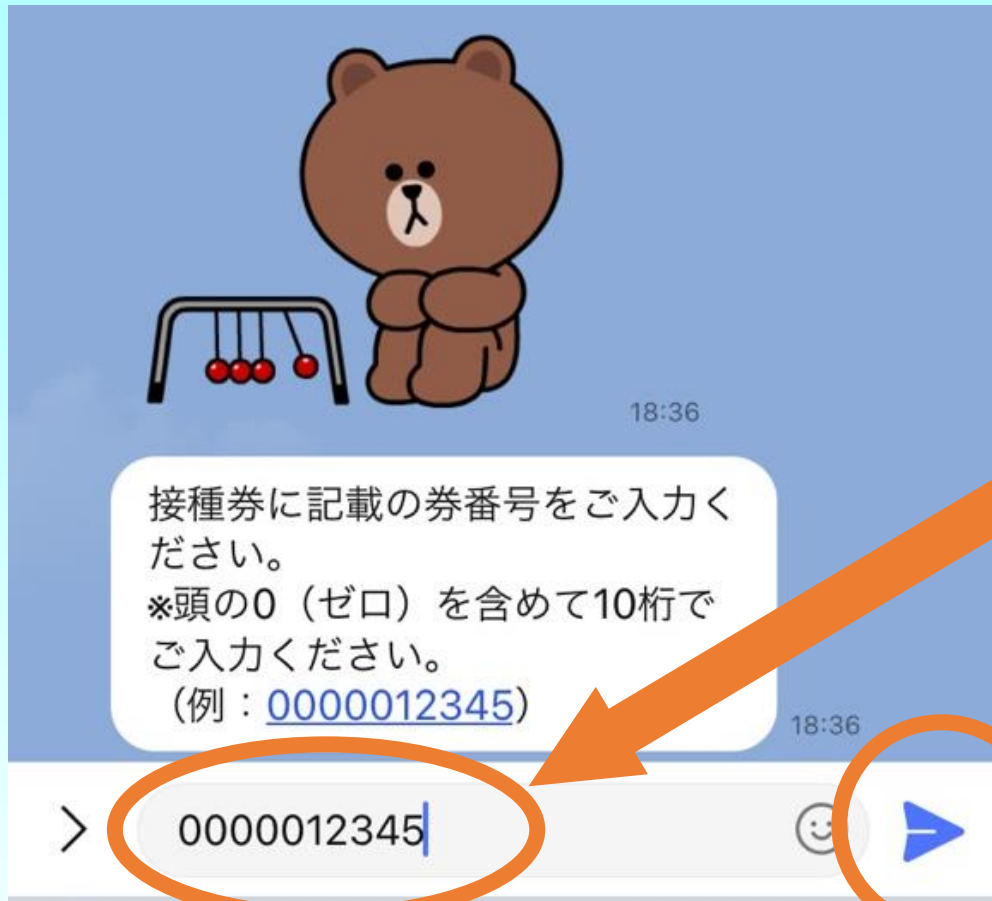 18:36
接種券に記載の券番号をご入力く
ださい。
※頭の0（ゼロ）を含めて10桁で
ご入力ください。
（例：0000012345）
18:36
0000012345